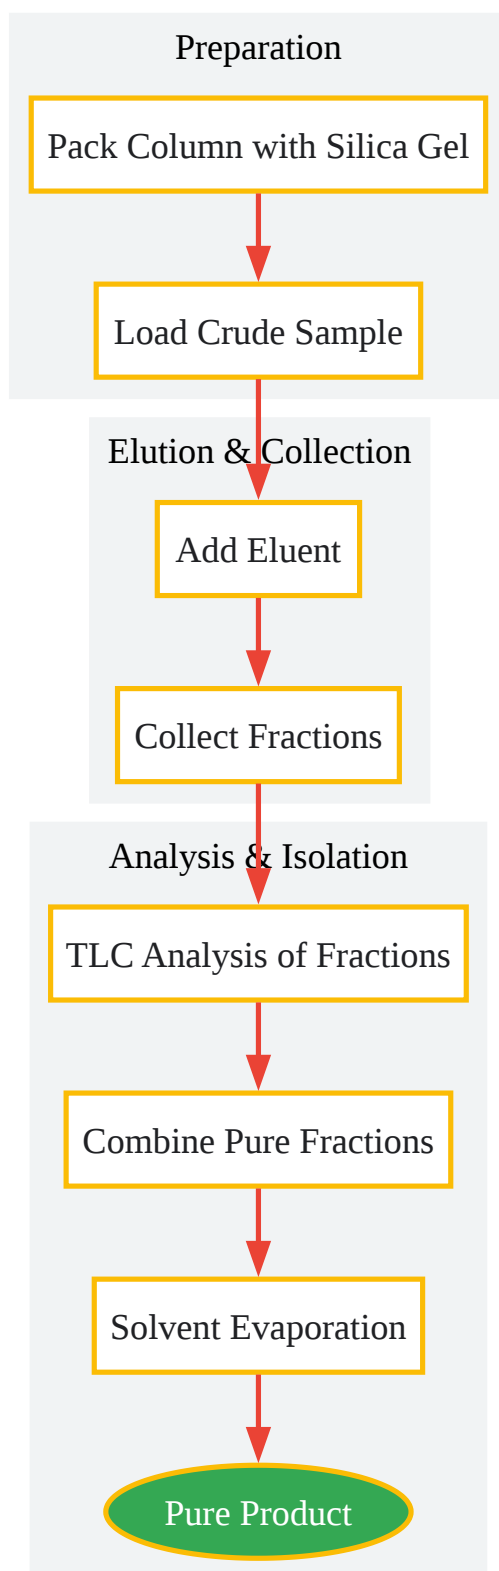 Preparation
Pack Column with Silica Gel
Load Crude Sample
Elution & Collection
Add Eluent
Collect Fractions
Analysis & Isolation
TLC Analysis of Fractions
Combine Pure Fractions
Solvent Evaporation
Pure Product